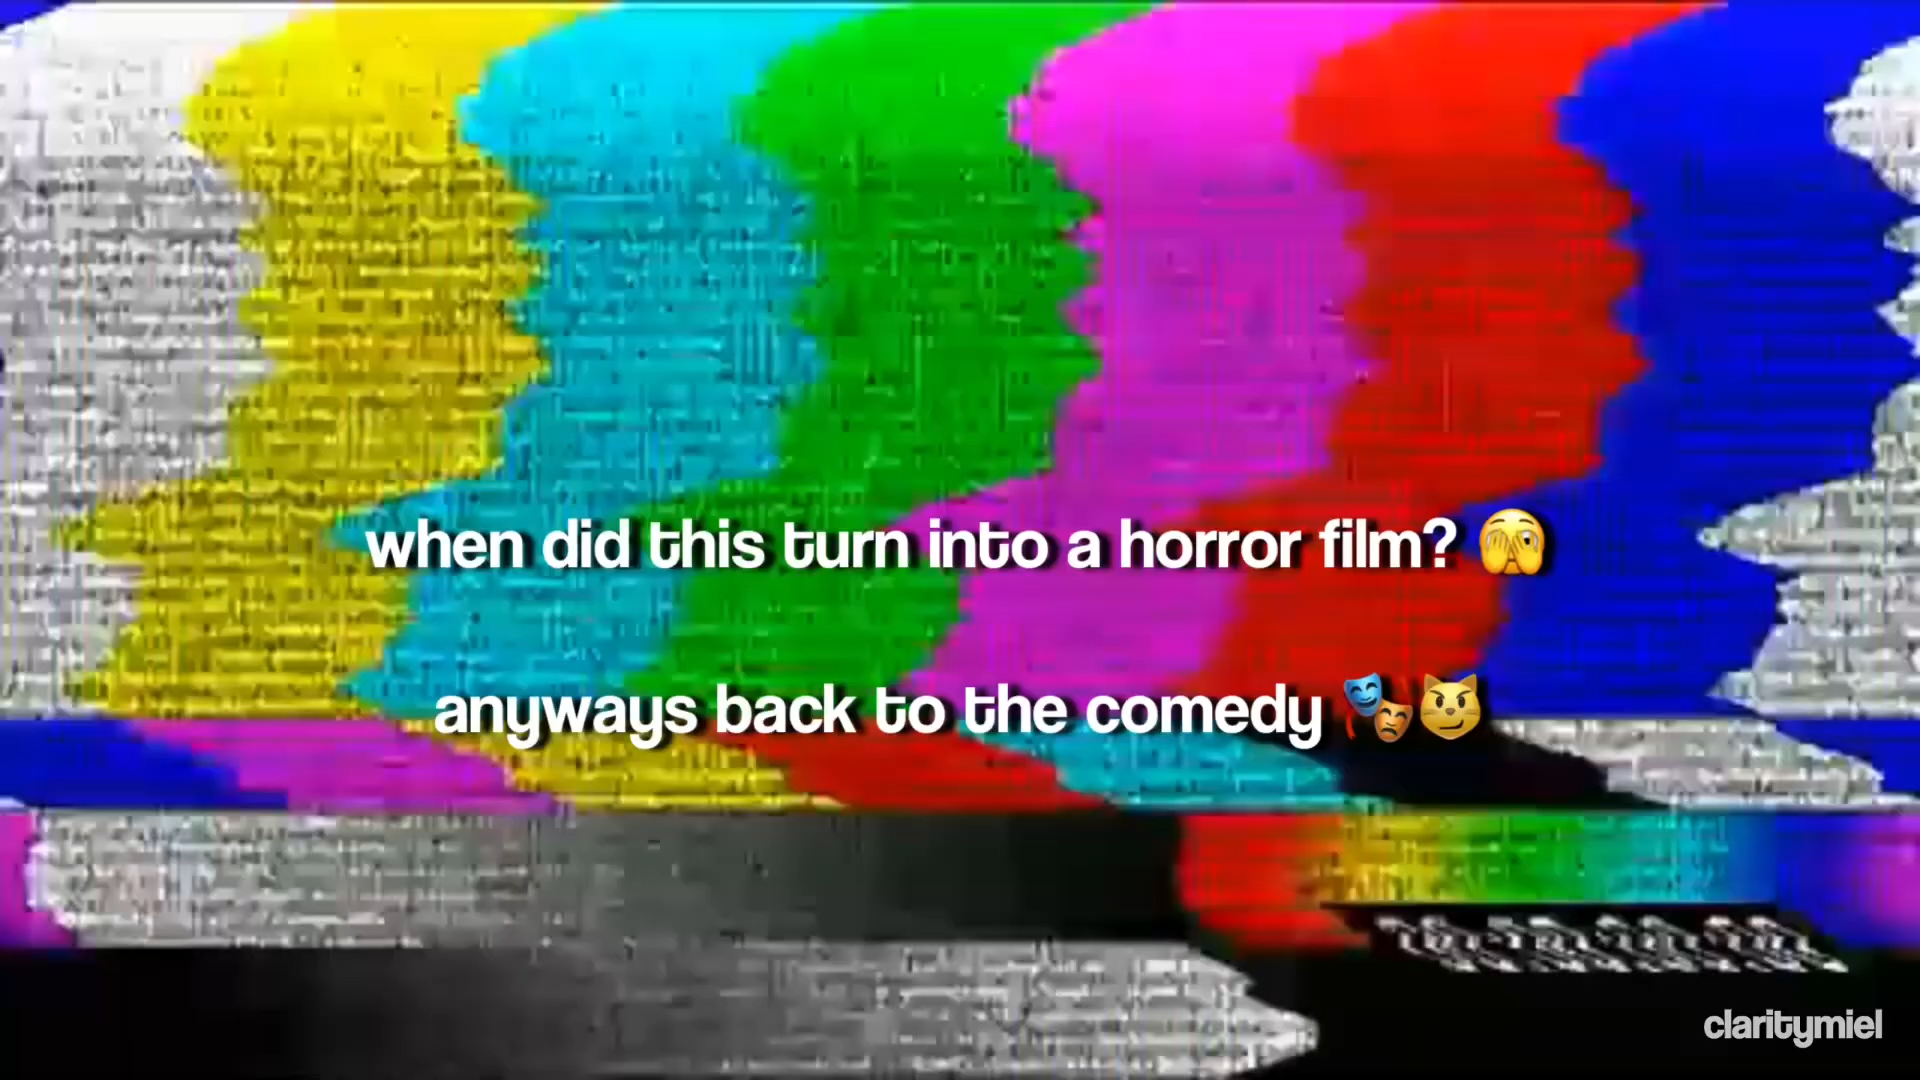 when did this turn into a horror film? 🫣
anyways back to the comedy 🎭😼
claritymiel